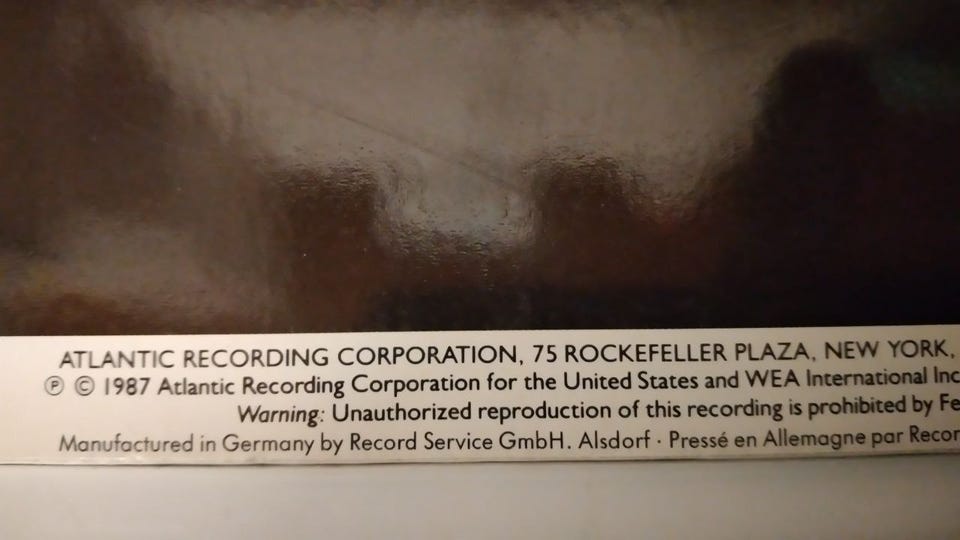 ATLANTIC RECORDING CORPORATION, 75 ROCKEFELLER PLAZA, NEW YORK,
Ⓟ © 1987 Atlantic Recording Corporation for the United States and WEA International Inc
Warning: Unauthorized reproduction of this recording is prohibited by Fe
Manufactured in Germany by Record Service GmbH. Alsdorf · Pressé en Allemagne par Recor